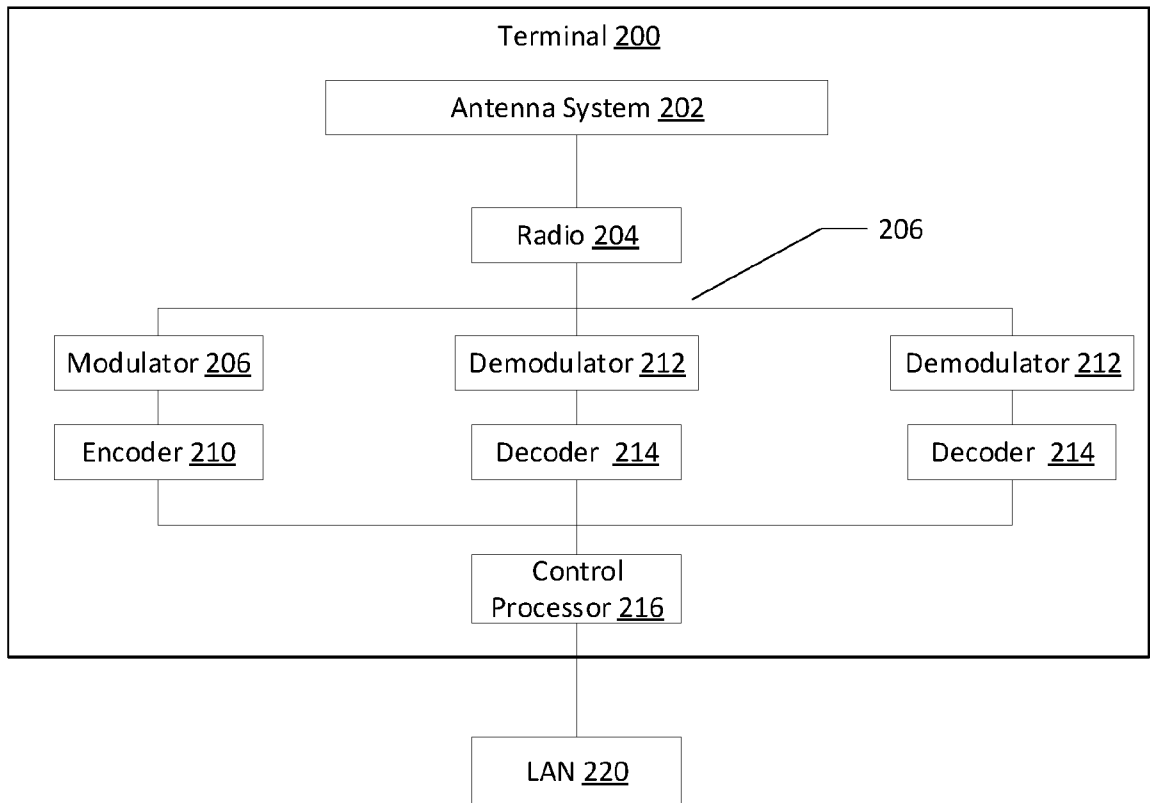 Terminal 200
Antenna System 202
Radio 204
206
Modulator 206
Demodulator 212
Demodulator 212
Encoder 210
Decoder 214
Decoder 214
Control
Processor 216
LAN 220